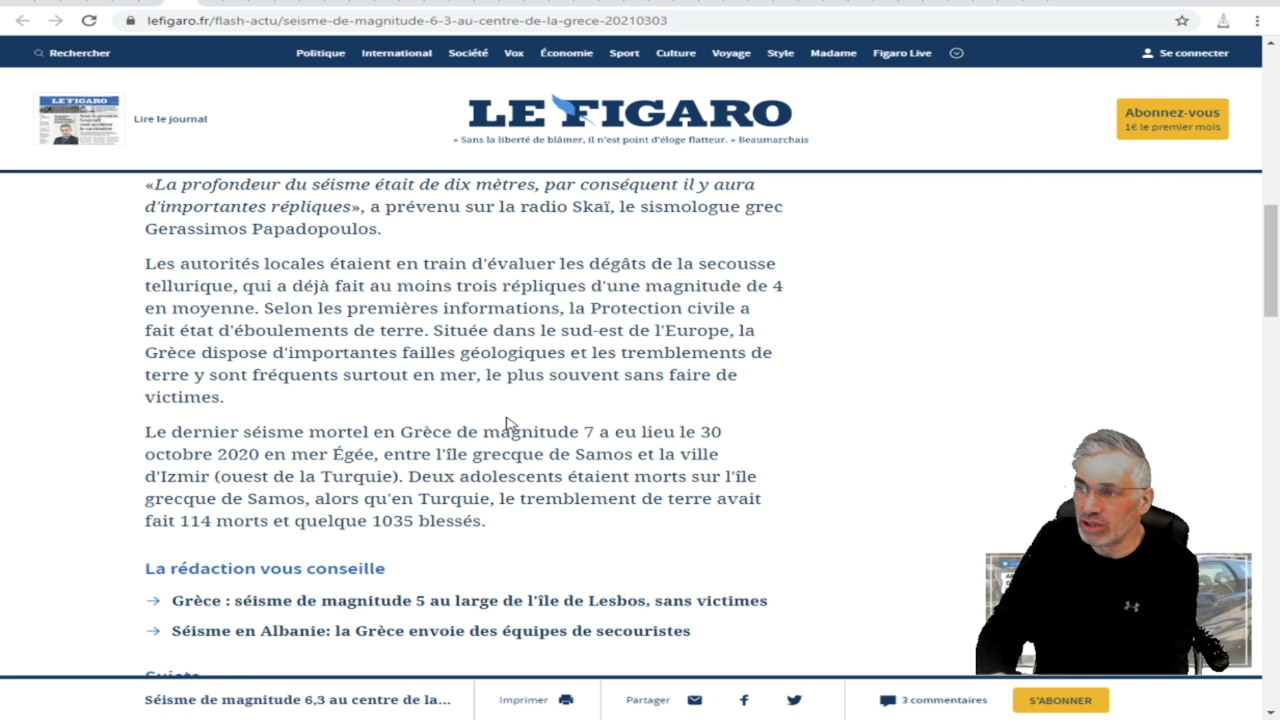 lefigaro.fr/flash-actu/seisme-de-magnitude-6-3-au-centre-de-la-grece-20210303
Rechercher Politique International Société Vox Économie Sport Culture Voyage Style Madame Figaro Live Se connecter
LE FIGARO
Lire le journal
LE FIGARO
« Sans la liberté de blâmer, il n'est point d'éloge flatteur. » Beaumarchais
Abonnez-vous
1€ le premier mois
«La profondeur du séisme était de dix mètres, par conséquent il y aura
d'importantes répliques», a prévenu sur la radio Skaï, le sismologue grec
Gerassimos Papadopoulos.
Les autorités locales étaient en train d'évaluer les dégâts de la secousse
tellurique, qui a déjà fait au moins trois répliques d'une magnitude de 4
en moyenne. Selon les premières informations, la Protection civile a
fait état d'éboulements de terre. Située dans le sud-est de l'Europe, la
Grèce dispose d'importantes failles géologiques et les tremblements de
terre y sont fréquents surtout en mer, le plus souvent sans faire de
victimes.
Le dernier séisme mortel en Grèce de magnitude 7 a eu lieu le 30
octobre 2020 en mer Égée, entre l'île grecque de Samos et la ville
d'Izmir (ouest de la Turquie). Deux adolescents étaient morts sur l'île
grecque de Samos, alors qu'en Turquie, le tremblement de terre avait
fait 114 morts et quelque 1035 blessés.
La rédaction vous conseille
Grèce : séisme de magnitude 5 au large de l'île de Lesbos, sans victimes
Séisme en Albanie: la Grèce envoie des équipes de secouristes
Sujets
Séisme de magnitude 6,3 au centre de la... Imprimer Partager 3 commentaires S'ABONNER